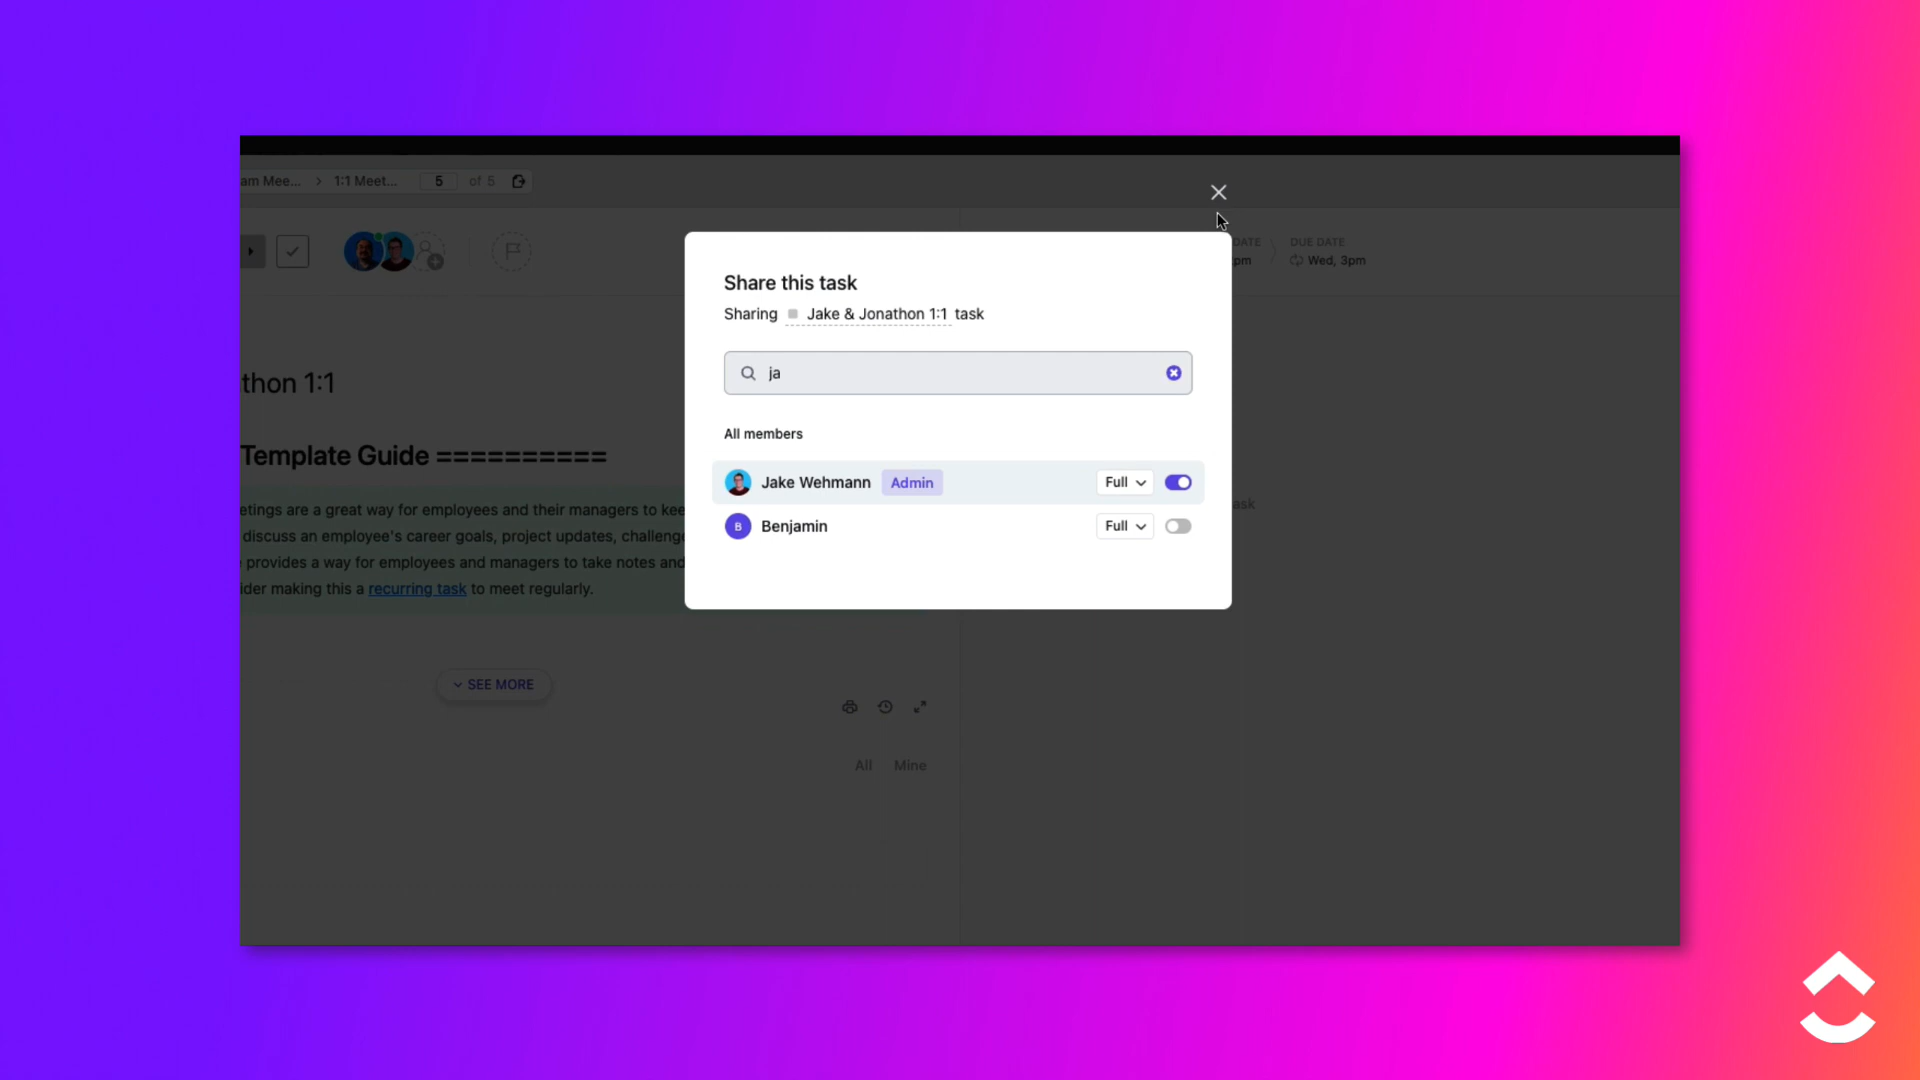 am Mee... > 1:1 Meet... 5 of 5
DATE DUE DATE
pm Wed, 3pm
Share this task
Sharing Jake & Jonathon 1:1 task
ja
thon 1:1
All members
Template Guide ==========
Jake Wehmann Admin Full
etings are a great way for employees and their managers to kee
ask
B Benjamin Full
discuss an employee's career goals, project updates, challenge
provides a way for employees and managers to take notes and
ider making this a recurring task to meet regularly.
SEE MORE
All Mine